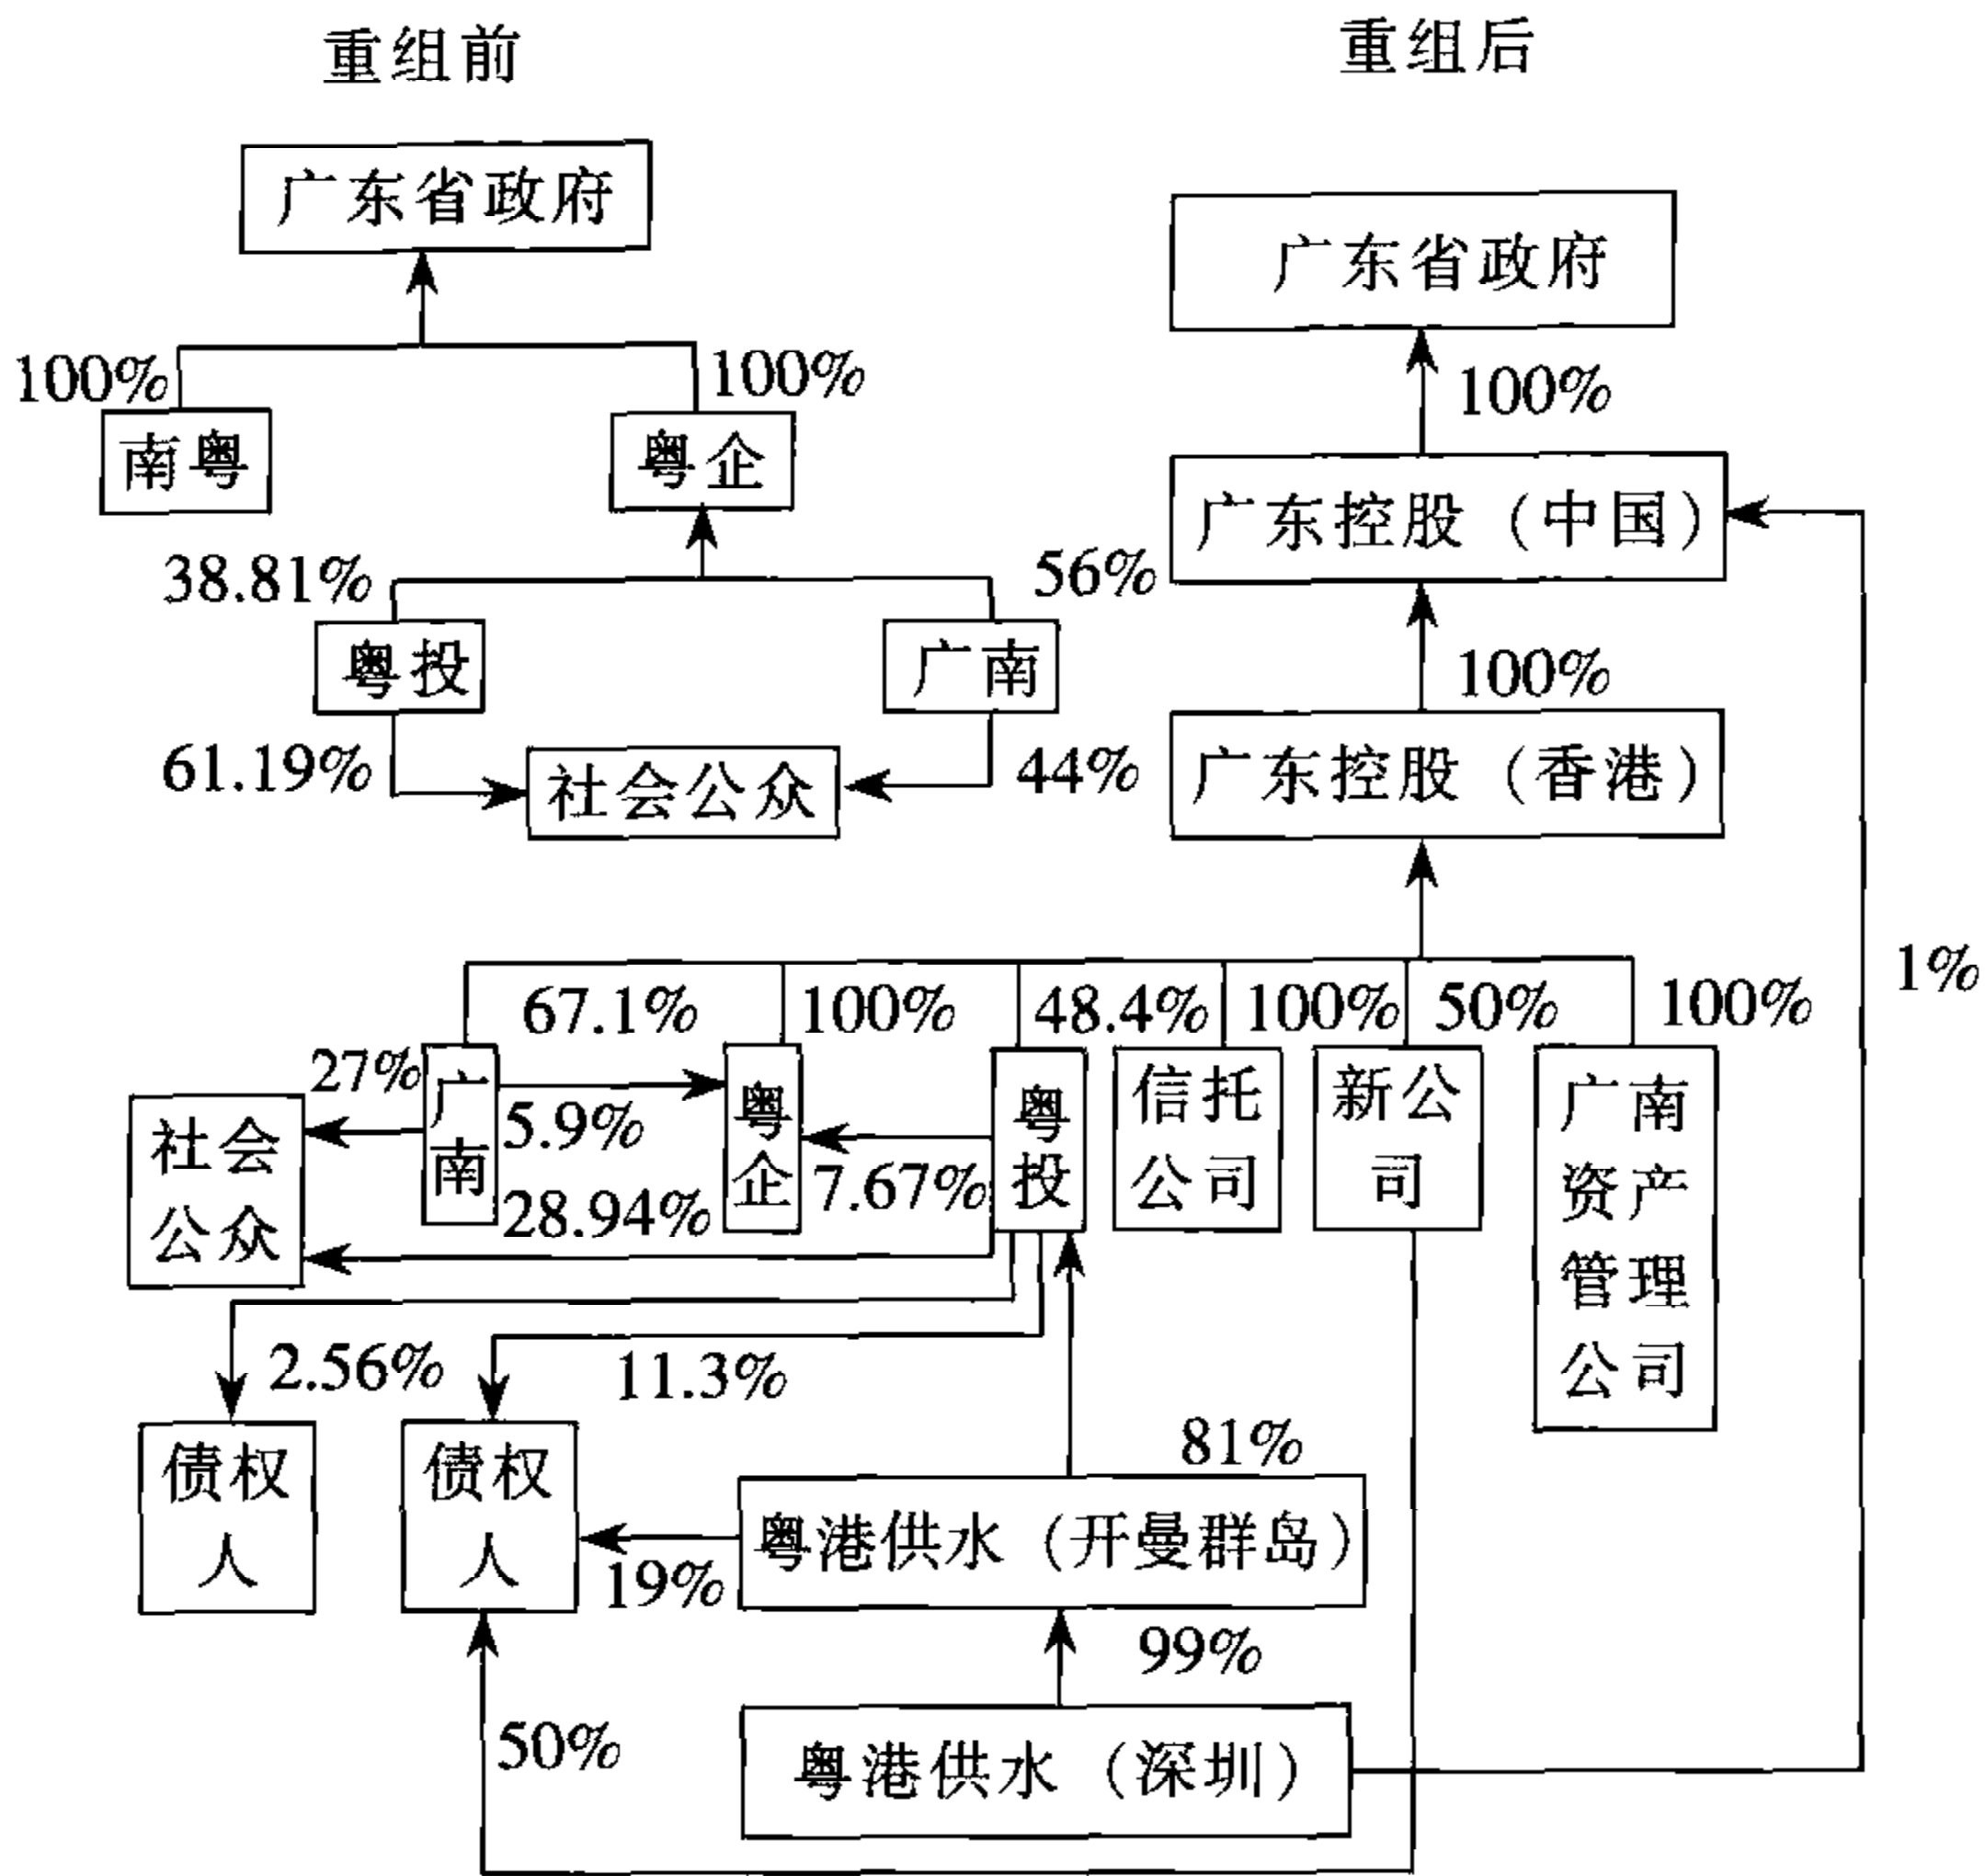 重组前
重组后
广东省政府
广东省政府
100%
100%
100%
南粤
粤企
广东控股（中国）
38.81%
56%
100%
粤投
广南
61.19%
社会公众
44%
广东控股（香港）
1%
67.1%
100%
48.4%
100%
50%
100%
27%
广南
5.9%
粤企
7.67%
粤投
信托
公司
新公
司
广南
资产
管理
公司
社会
公众
28.94%
2.56%
11.3%
债权
人
债权
人
81%
粤港供水（开曼群岛）
19%
99%
50%
粤港供水（深圳）